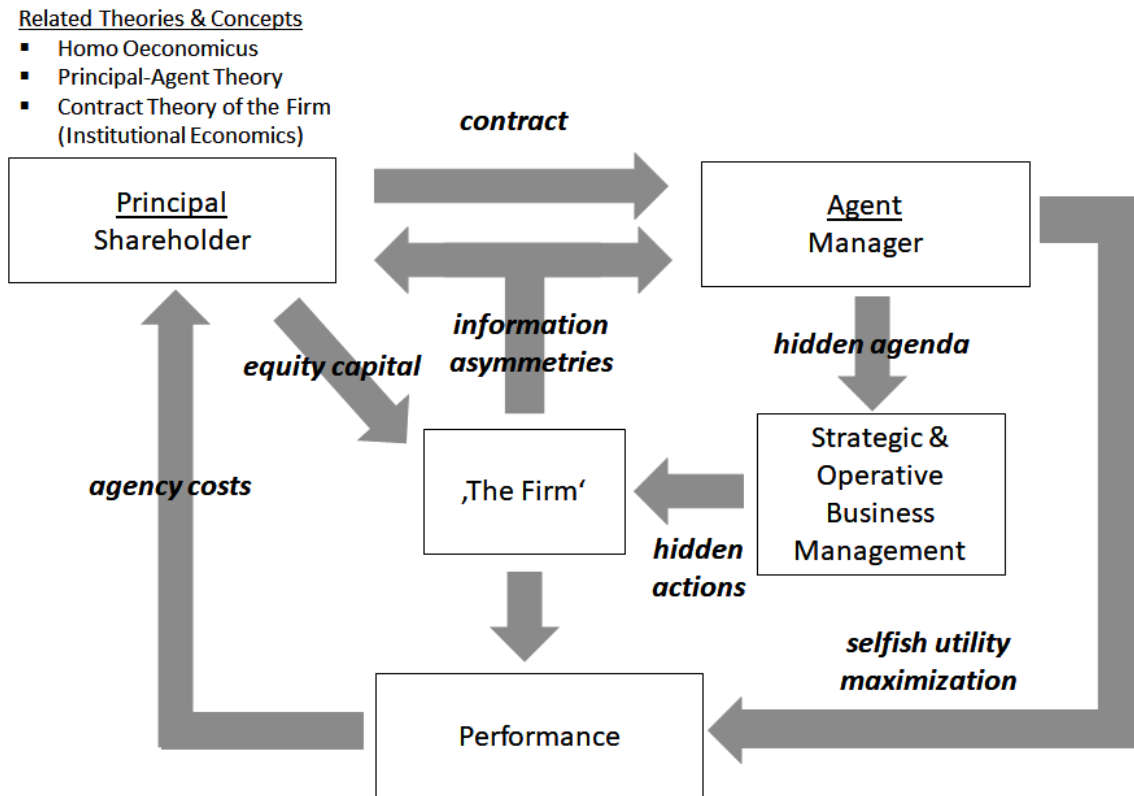 Related Theories & Concepts
▪ Homo Oeconomicus
▪ Principal-Agent Theory
▪ Contract Theory of the Firm
(Institutional Economics)
contract
Principal
Shareholder
Agent
Manager
information
asymmetries
equity capital
hidden agenda
agency costs
‚The Firm‘
Strategic &
Operative
Business
Management
hidden
actions
selfish utility
maximization
Performance